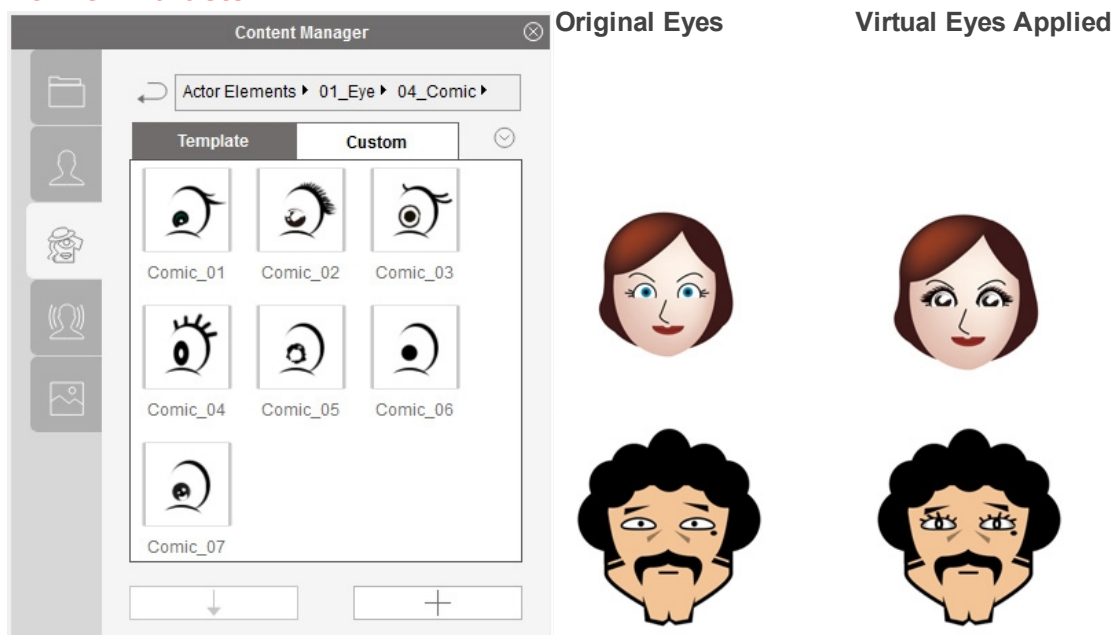 Content Manager
Original Eyes
Virtual Eyes Applied
Actor Elements 01_Eye 04_Comic
Template
Custom
Comic_01
Comic_02
Comic_03
Comic_04
Comic_05
Comic_06
Comic_07